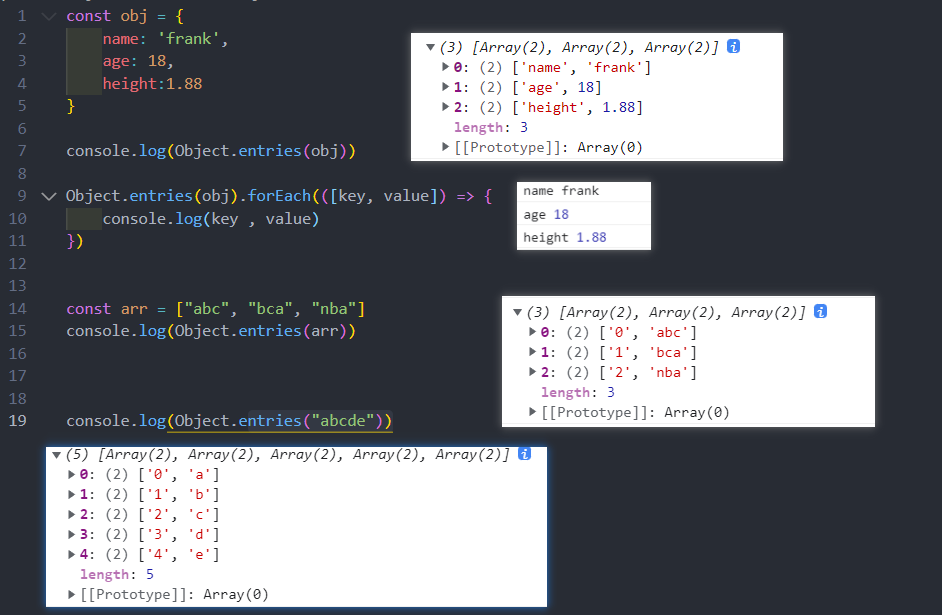 1 const obj = {
2 name: 'frank',
3 age: 18,
4 height:1.88
5 }
6
7 console.log(Object.entries(obj))
8
9 Object.entries(obj).forEach(([key, value]) => {
10 console.log(key , value)
11 })
12
13
14 const arr = ["abc", "bca", "nba"]
15 console.log(Object.entries(arr))
16
17
18
19 console.log(Object.entries("abcde"))
▼(3) [Array(2), Array(2), Array(2)] i
▶0: (2) ['name', 'frank']
▶1: (2) ['age', 18]
▶2: (2) ['height', 1.88]
length: 3
▶[[Prototype]]: Array(0)
name frank
age 18
height 1.88
▼(3) [Array(2), Array(2), Array(2)] i
▶0: (2) ['0', 'abc']
▶1: (2) ['1', 'bca']
▶2: (2) ['2', 'nba']
length: 3
▶[[Prototype]]: Array(0)
▼(5) [Array(2), Array(2), Array(2), Array(2), Array(2)] i
▶0: (2) ['0', 'a']
▶1: (2) ['1', 'b']
▶2: (2) ['2', 'c']
▶3: (2) ['3', 'd']
▶4: (2) ['4', 'e']
length: 5
▶[[Prototype]]: Array(0)